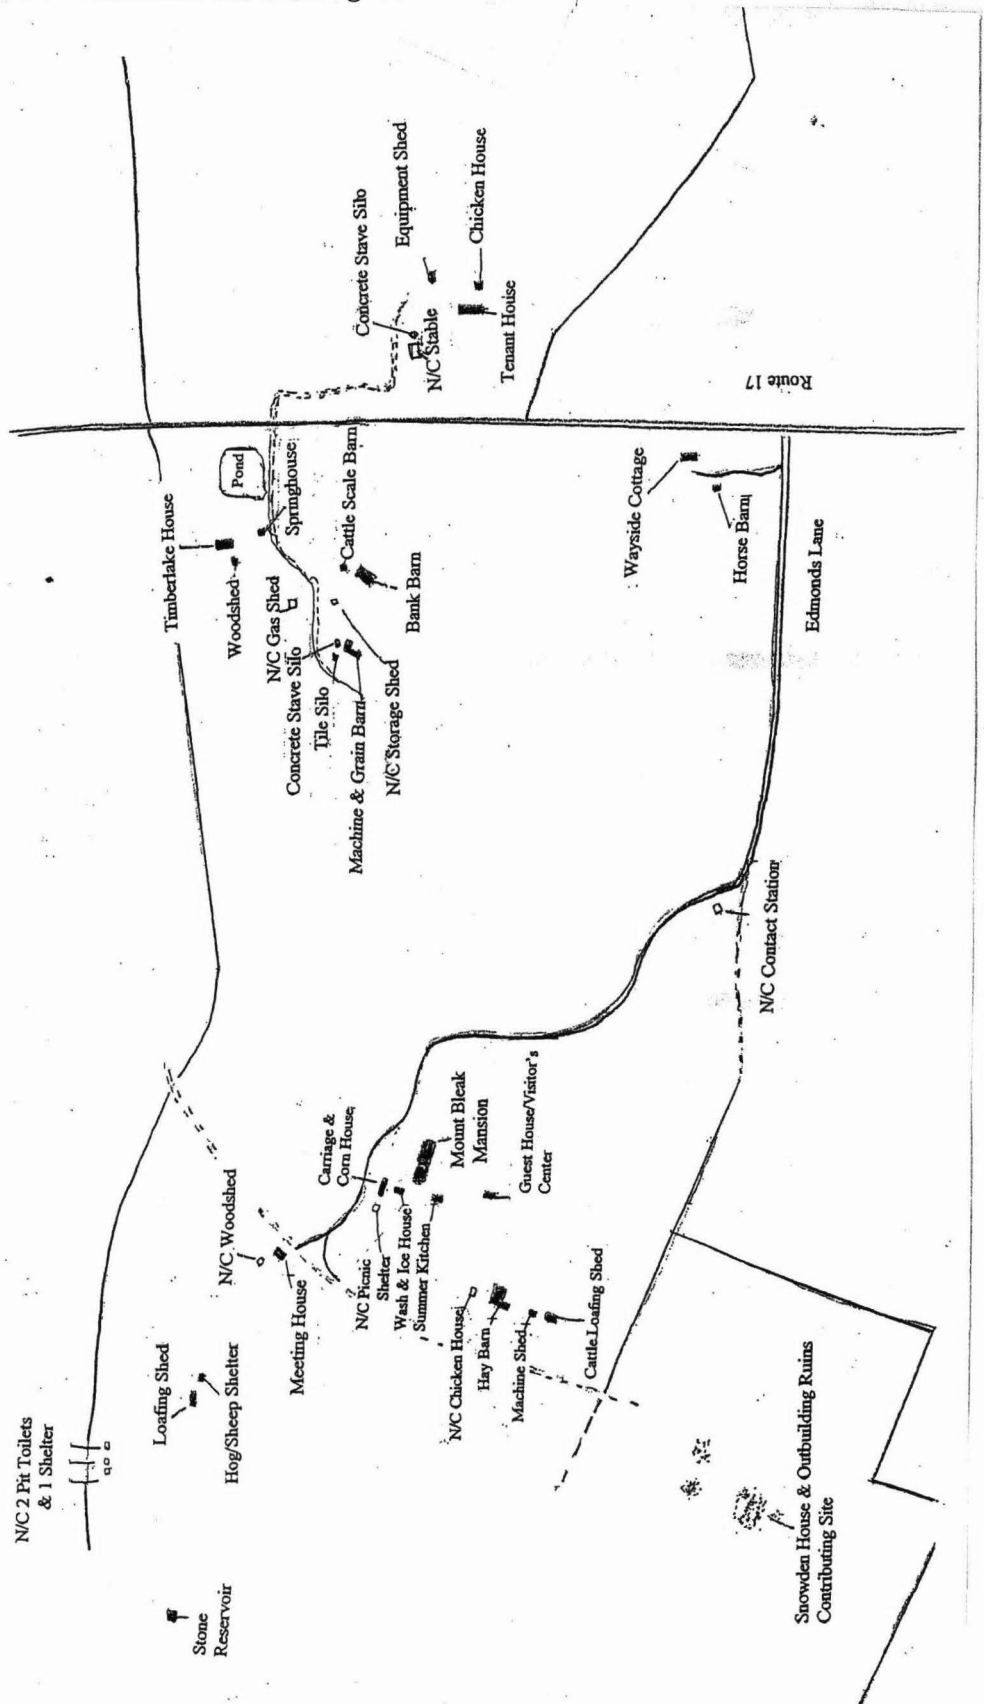 N/C 2 Pit Toilets
& 1 Shelter
Stone
Reservoir
Loafing Shed
Hog/Sheep Shelter
N/C Woodshed
Meeting House
Carriage &
Corn House
N/C Picnic
Shelter
Wash & Ice House
Summer Kitchen
Mount Bleak
Mansion
Guest House/Visitor's
Center
N/C Chicken House
Hay Barn
Machine Shed
Cattle Loafing Shed
Snowden House & Outbuilding Ruins
Contributing Site
N/C Contact Station
Timberlake House
Woodshed
N/C Gas Shed
Concrete Stave Silo
Tile Silo
Machine & Grain Barn
N/C Storage Shed
Pond
Springhouse
Cattle Scale Barn
Bank Barn
Wayside Cottage
Horse Barn
Edmonds Lane
Route 17
Concrete Stave Silo
Equipment Shed
N/C Stable
Chicken House
Tenant House